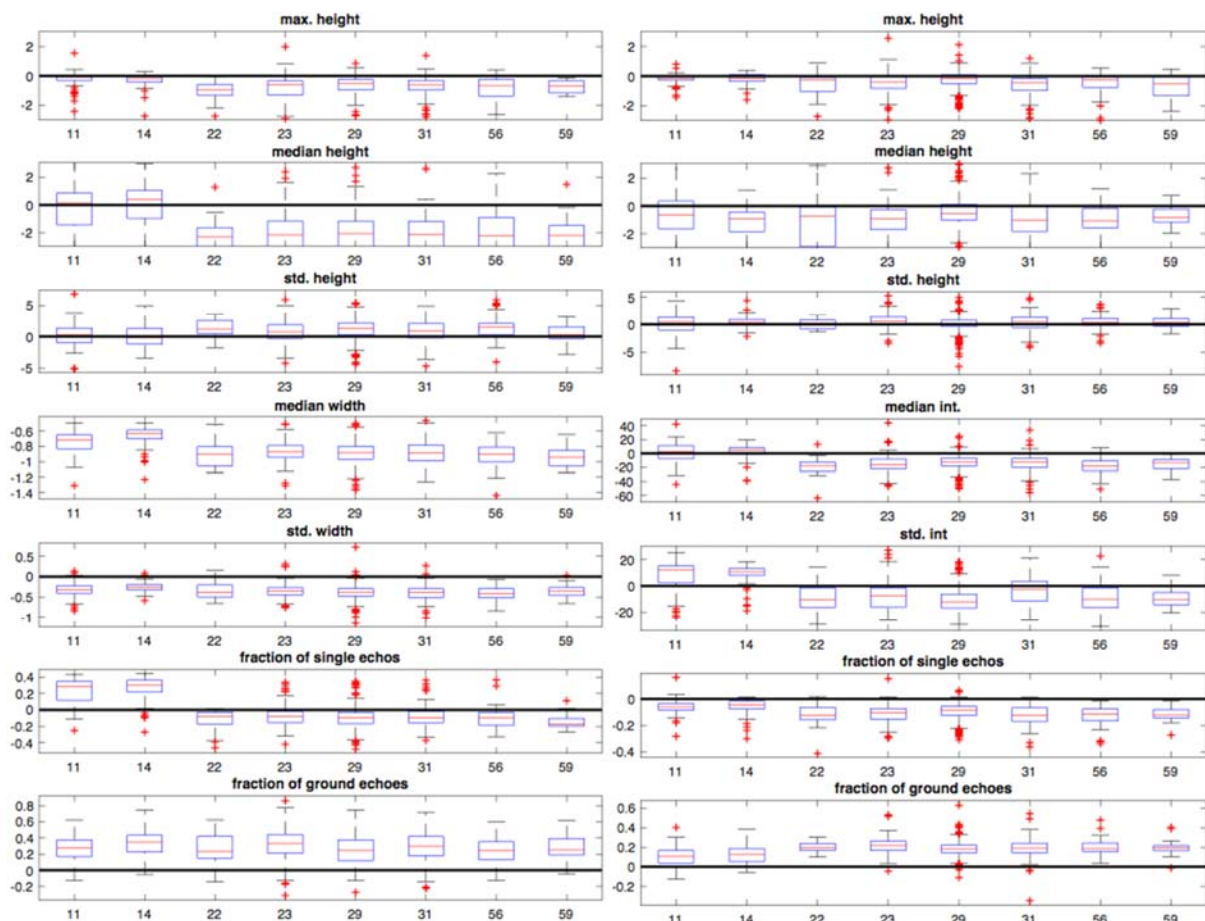 max. height
2
0
-2
11 14 22 23 29 31 56 59
median height
2
0
-2
11 14 22 23 29 31 56 59
std. height
5
0
-5
11 14 22 23 29 31 56 59
median width
-0.6
-0.8
-1
-1.2
-1.4
11 14 22 23 29 31 56 59
std. width
0.5
0
-0.5
-1
11 14 22 23 29 31 56 59
fraction of single echos
0.4
0.2
0
-0.2
-0.4
11 14 22 23 29 31 56 59
fraction of ground echoes
0.8
0.6
0.4
0.2
0
-0.2
11 14 22 23 29 31 56 59
max. height
2
0
-2
11 14 22 23 29 31 56 59
median height
2
0
-2
11 14 22 23 29 31 56 59
std. height
5
0
-5
11 14 22 23 29 31 56 59
median int.
40
20
0
-20
-40
-60
11 14 22 23 29 31 56 59
std. int
20
0
-20
11 14 22 23 29 31 56 59
fraction of single echos
0
-0.2
-0.4
11 14 22 23 29 31 56 59
fraction of ground echoes
0.6
0.4
0.2
0
11 14 22 23 29 31 56 59